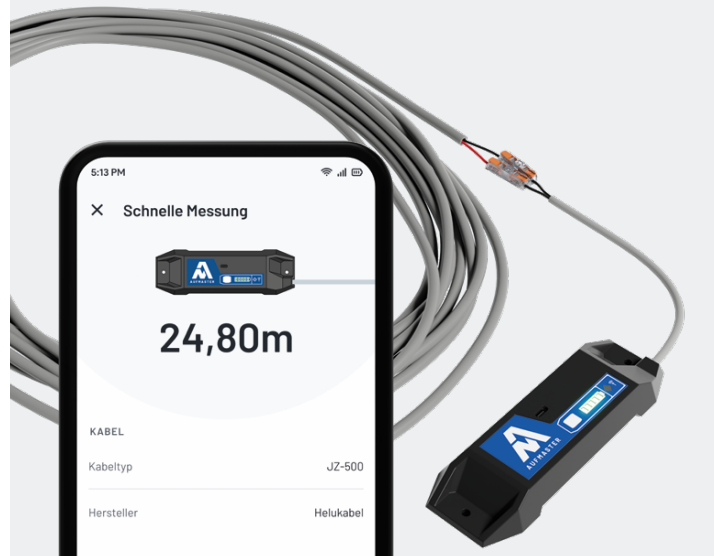 5:13 PM
Schnelle Messung
AUFMASTER
24,80m
KABEL
Kabeltyp JZ-500
Hersteller Helukabel
AUFMASTER